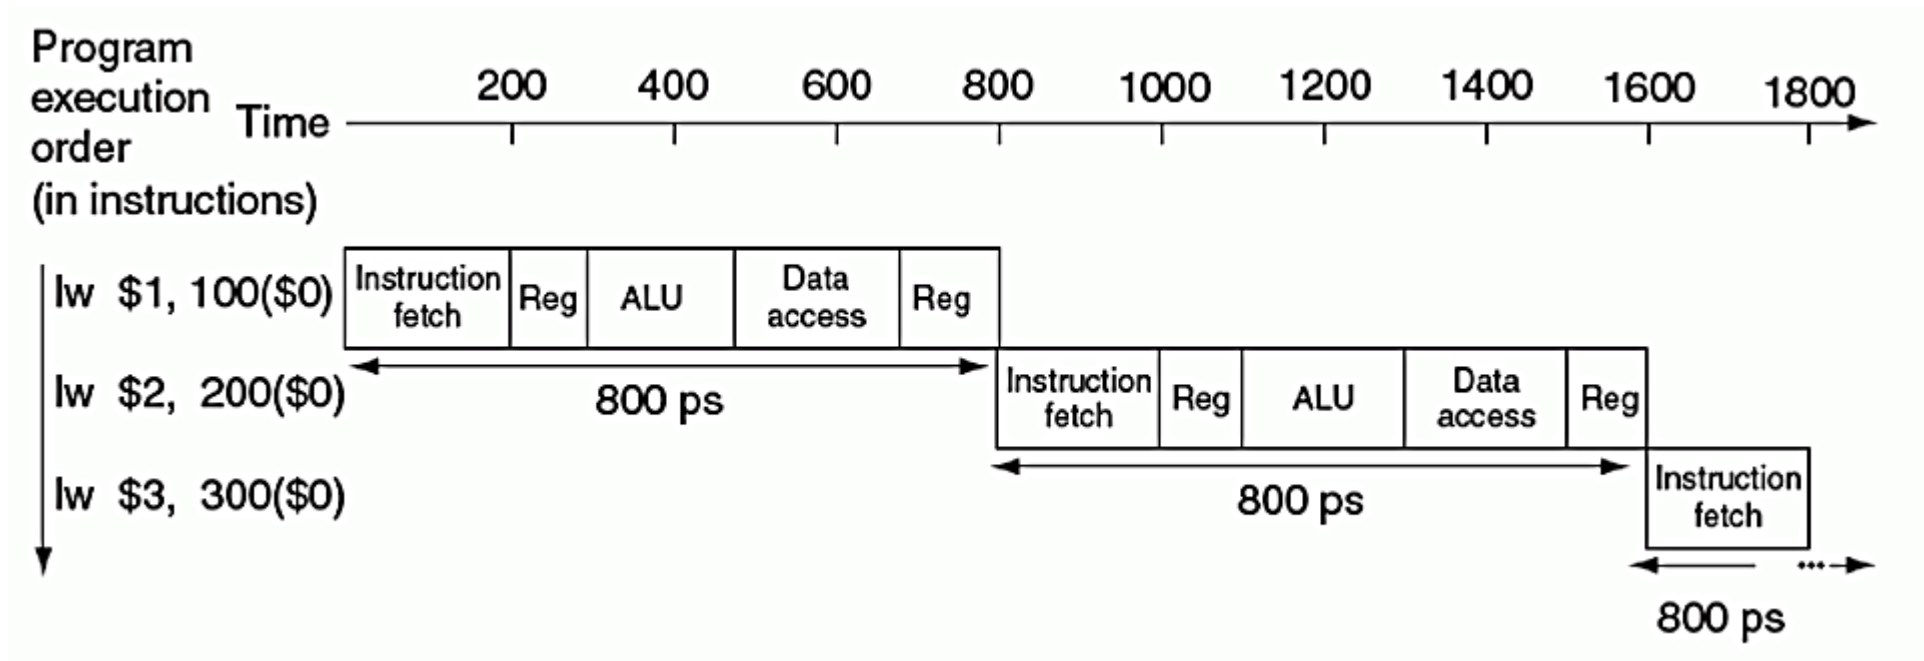 Program
execution
order
(in instructions)
Time
200 400 600 800 1000 1200 1400 1600 1800
lw $1, 100($0)
Instruction
fetch
Reg
ALU
Data
access
Reg
800 ps
lw $2, 200($0)
Instruction
fetch
Reg
ALU
Data
access
Reg
800 ps
lw $3, 300($0)
Instruction
fetch
...
800 ps